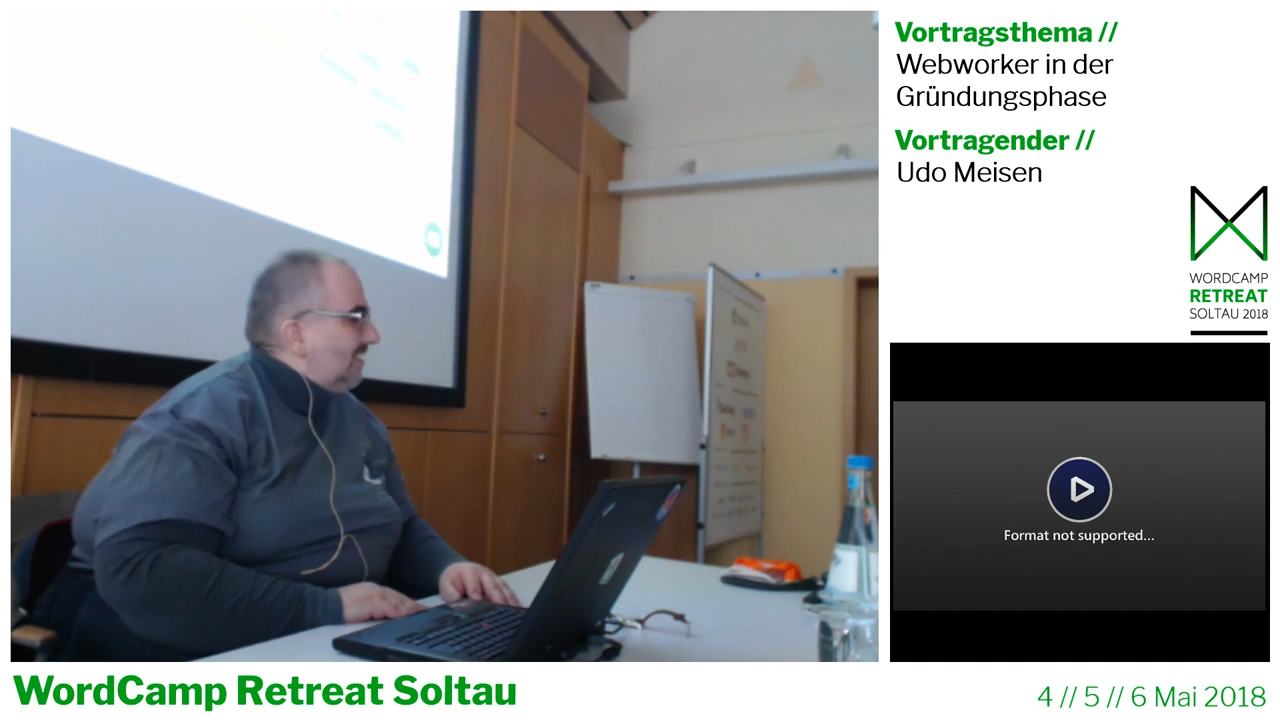 Vortragsthema //
Webworker in der
Gründungsphase
Vortragender //
Udo Meisen
WORDCAMP
RETREAT
SOLTAU 2018
Format not supported...
WordCamp Retreat Soltau
4 // 5 // 6 Mai 2018